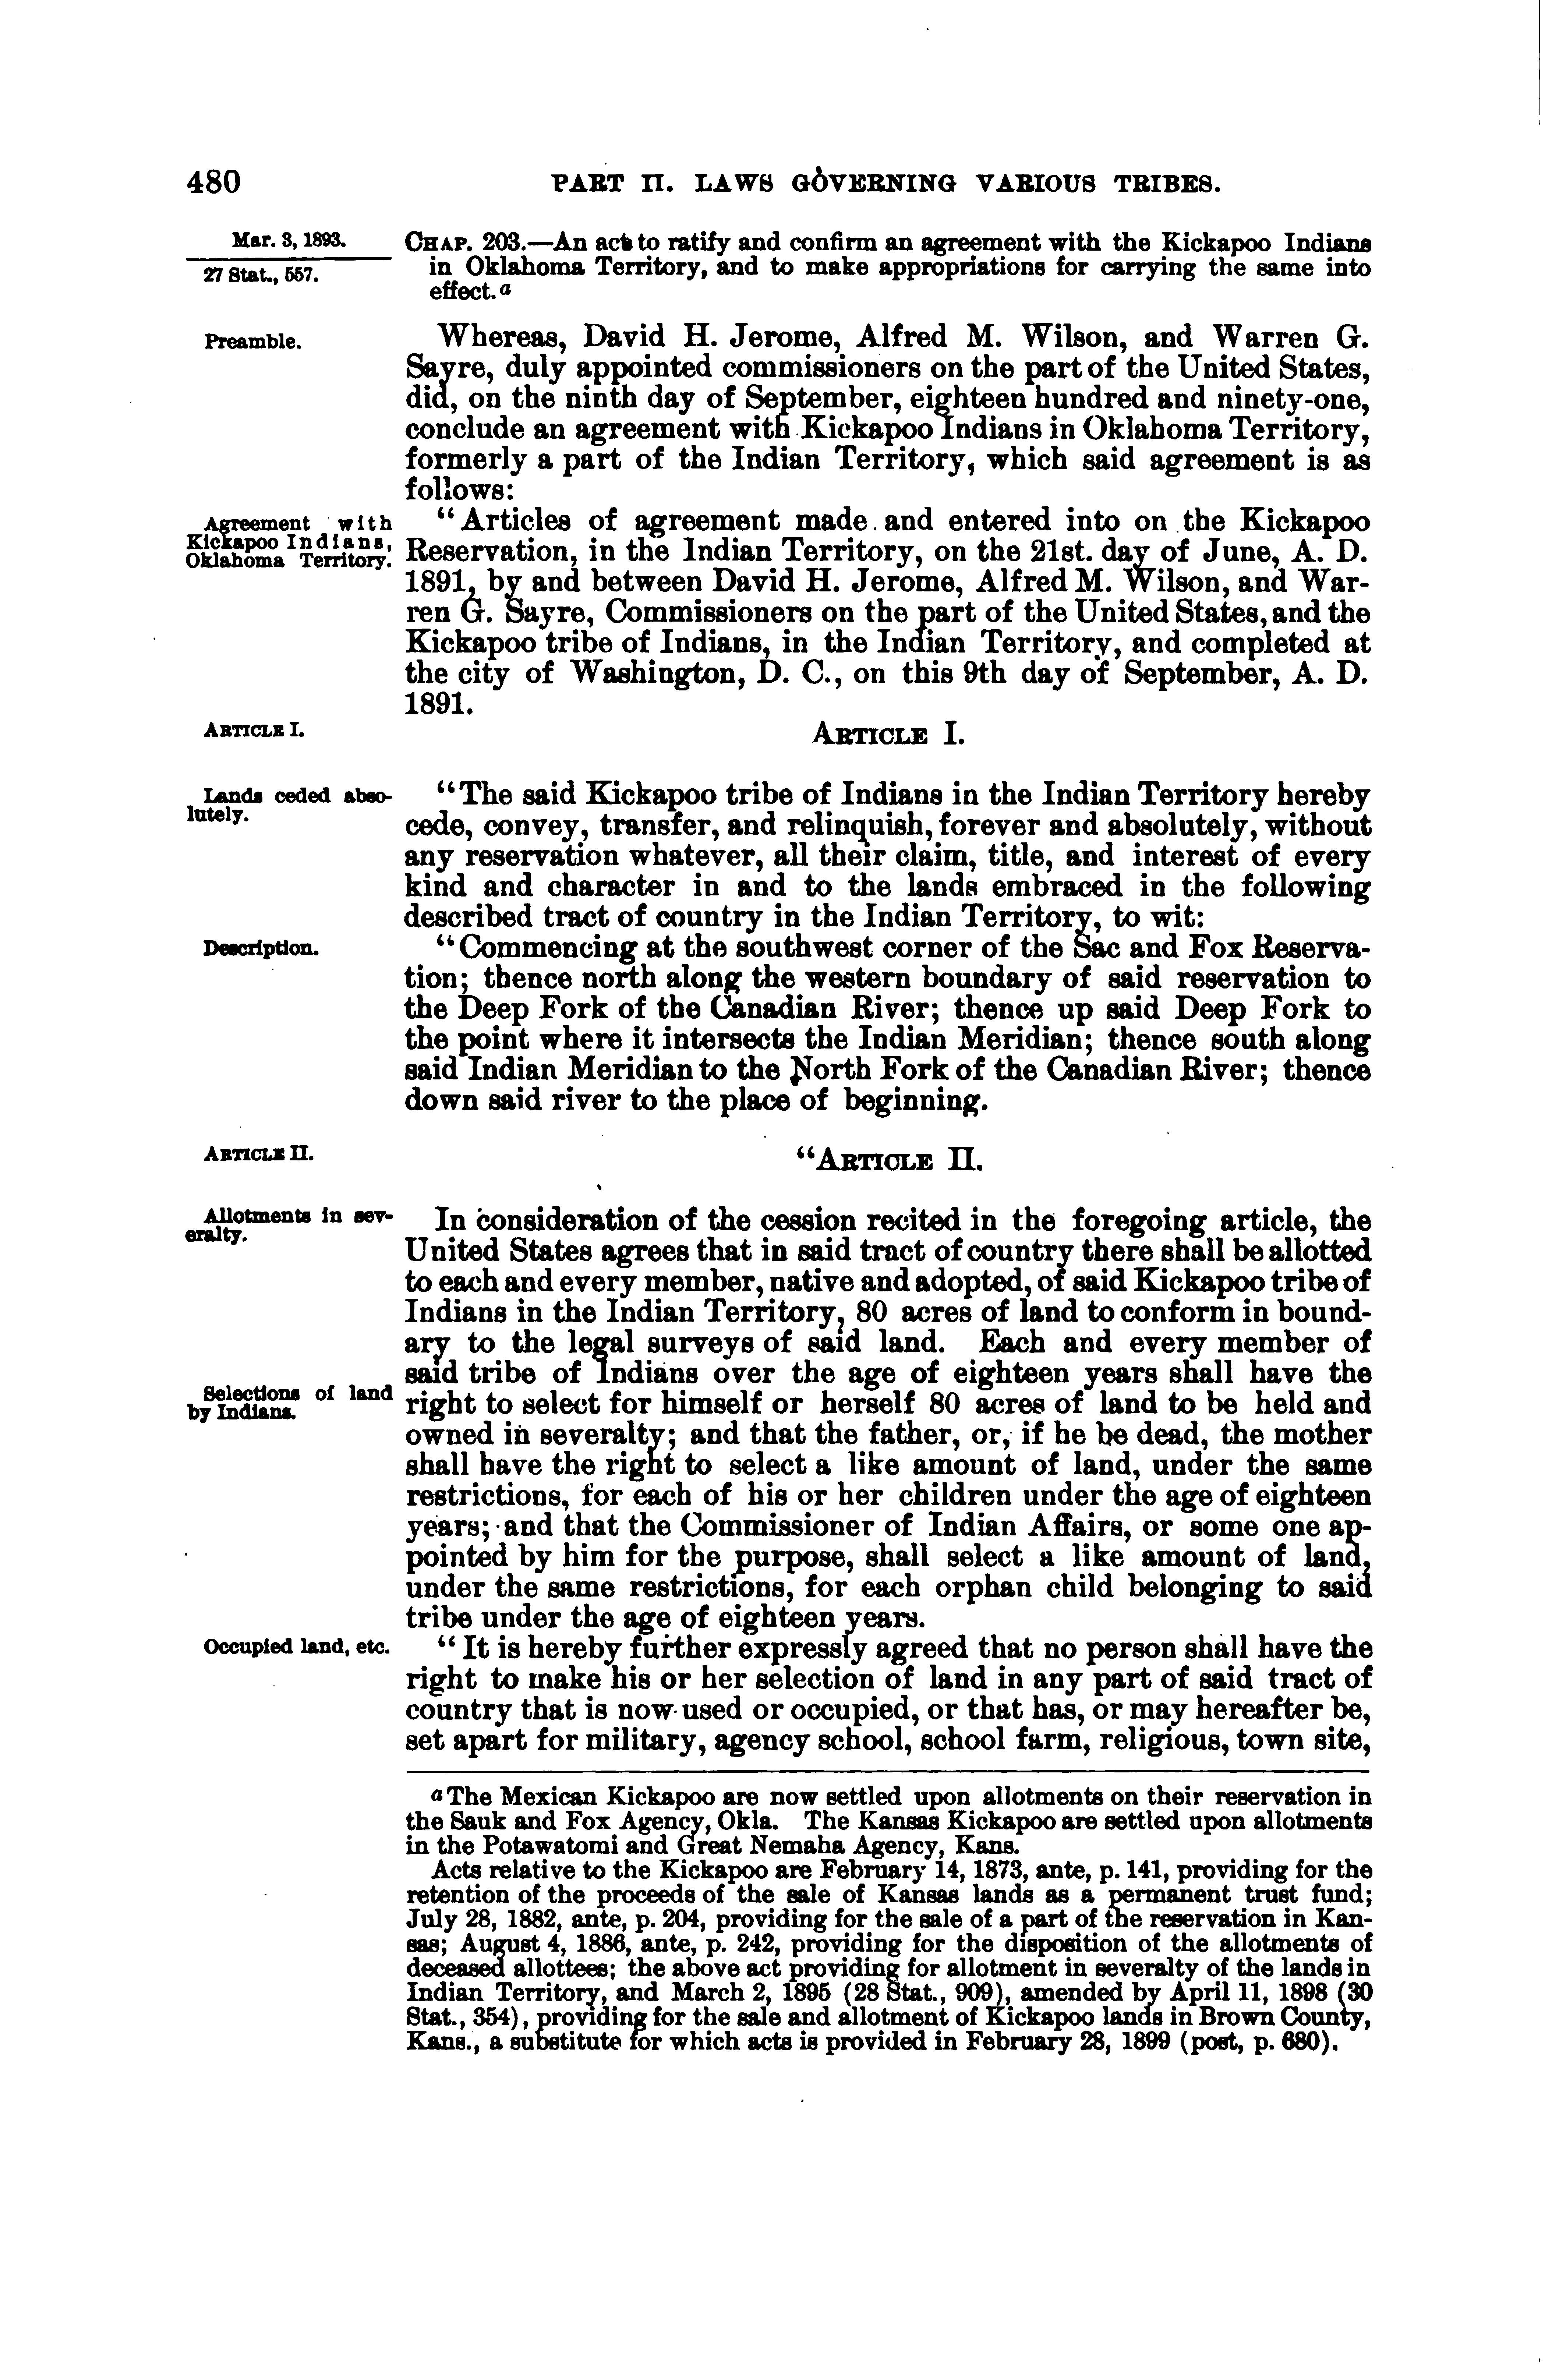 480
PART II. LAWS GOVERNING VARIOUS TRIBES.
Mar. 3, 1893.
27 Stat., 557.
CHAP. 203.—An act to ratify and confirm an agreement with the Kickapoo Indians
in Oklahoma Territory, and to make appropriations for carrying the same into
effect. a
Preamble.
Whereas, David H. Jerome, Alfred M. Wilson, and Warren G.
Sayre, duly appointed commissioners on the part of the United States,
did, on the ninth day of September, eighteen hundred and ninety-one,
conclude an agreement with Kickapoo Indians in Oklahoma Territory,
formerly a part of the Indian Territory, which said agreement is as
follows:
Agreement with
Kickapoo Indians,
Oklahoma Territory.
"Articles of agreement made and entered into on the Kickapoo
Reservation, in the Indian Territory, on the 21st. day of June, A. D.
1891, by and between David H. Jerome, Alfred M. Wilson, and War-
ren G. Sayre, Commissioners on the part of the United States, and the
Kickapoo tribe of Indians, in the Indian Territory, and completed at
the city of Washington, D. C., on this 9th day of September, A. D.
1891.
ARTICLE I.
ARTICLE I.
Lands ceded abso-
lutely.
"The said Kickapoo tribe of Indians in the Indian Territory hereby
cede, convey, transfer, and relinquish, forever and absolutely, without
any reservation whatever, all their claim, title, and interest of every
kind and character in and to the lands embraced in the following
described tract of country in the Indian Territory, to wit:
Description.
"Commencing at the southwest corner of the Sac and Fox Reserva-
tion; thence north along the western boundary of said reservation to
the Deep Fork of the Canadian River; thence up said Deep Fork to
the point where it intersects the Indian Meridian; thence south along
said Indian Meridian to the North Fork of the Canadian River; thence
down said river to the place of beginning.
ARTICLE II.
"ARTICLE II.
Allotments in sev-
eralty.
In consideration of the cession recited in the foregoing article, the
United States agrees that in said tract of country there shall be allotted
to each and every member, native and adopted, of said Kickapoo tribe of
Indians in the Indian Territory, 80 acres of land to conform in bound-
ary to the legal surveys of said land. Each and every member of
said tribe of Indians over the age of eighteen years shall have the
Selections of land
by Indians.
right to select for himself or herself 80 acres of land to be held and
owned in severalty; and that the father, or, if he be dead, the mother
shall have the right to select a like amount of land, under the same
restrictions, for each of his or her children under the age of eighteen
years; and that the Commissioner of Indian Affairs, or some one ap-
pointed by him for the purpose, shall select a like amount of land,
under the same restrictions, for each orphan child belonging to said
tribe under the age of eighteen years.
Occupied land, etc.
"It is hereby further expressly agreed that no person shall have the
right to make his or her selection of land in any part of said tract of
country that is now used or occupied, or that has, or may hereafter be,
set apart for military, agency school, school farm, religious, town site,
a The Mexican Kickapoo are now settled upon allotments on their reservation in
the Sauk and Fox Agency, Okla. The Kansas Kickapoo are settled upon allotments
in the Potawatomi and Great Nemaha Agency, Kans.
Acts relative to the Kickapoo are February 14, 1873, ante, p. 141, providing for the
retention of the proceeds of the sale of Kansas lands as a permanent trust fund;
July 28, 1882, ante, p. 204, providing for the sale of a part of the reservation in Kan-
sas; August 4, 1886, ante, p. 242, providing for the disposition of the allotments of
deceased allottees; the above act providing for allotment in severalty of the lands in
Indian Territory, and March 2, 1895 (28 Stat., 909), amended by April 11, 1898 (30
Stat., 354), providing for the sale and allotment of Kickapoo lands in Brown County,
Kans., a substitute for which acts is provided in February 28, 1899 (post, p. 680).